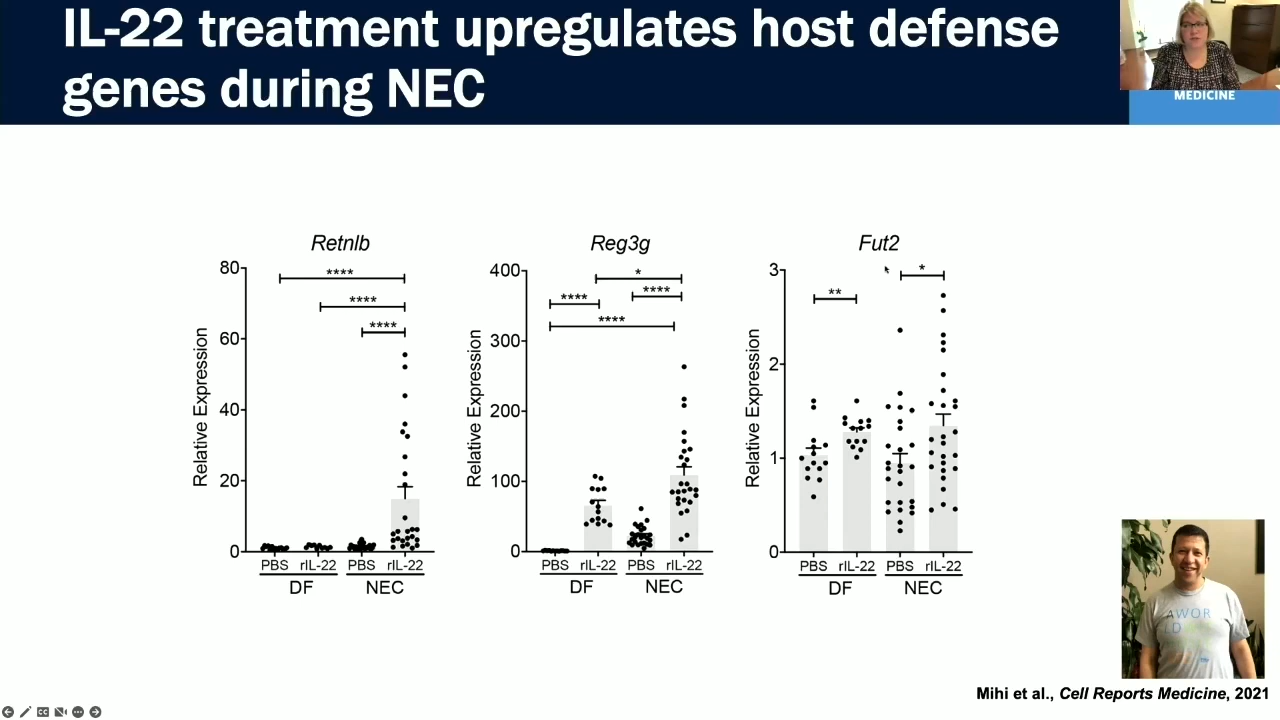 IL-22 treatment upregulates host defense
genes during NEC
MEDICINE
Retnlb
Relative Expression
80
60
40
20
0
****
****
****
PBS rIL-22 PBS rIL-22
DF NEC
Reg3g
Relative Expression
400
300
200
100
0
*
****
****
****
PBS rIL-22 PBS rIL-22
DF NEC
Fut2
Relative Expression
3
2
1
0
*
**
PBS rIL-22 PBS rIL-22
DF NEC
A WOR
LD
Mihi et al., Cell Reports Medicine, 2021
CC